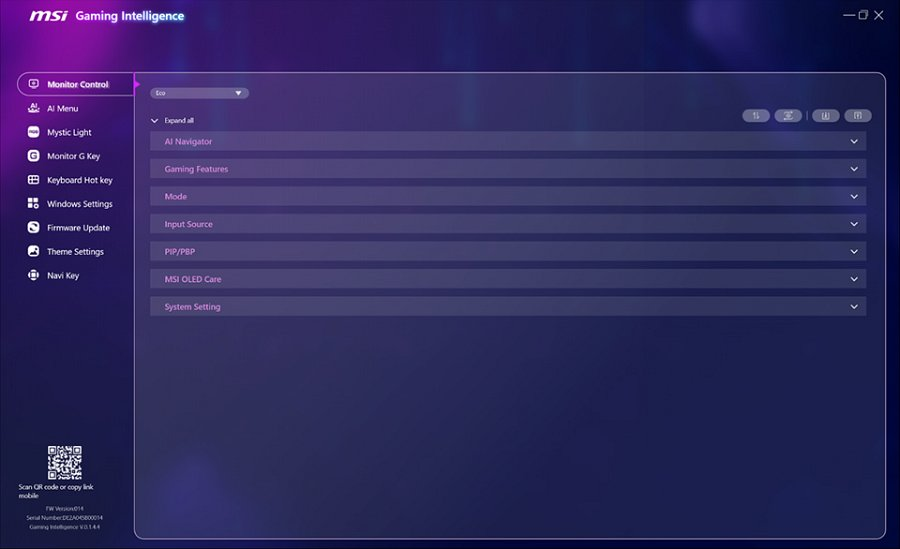 msi Gaming Intelligence
Monitor Control
AI Menu
Mystic Light
Monitor G Key
Keyboard Hot key
Windows Settings
Firmware Update
Theme Settings
Navi Key
Scan QR code or copy link
mobile
FW Version:014
Serial Number:DE2A045B00014
Gaming Intelligence V.0.1.4.4
Eco
Expand all
AI Navigator
Gaming Features
Mode
Input Source
PIP/PBP
MSI OLED Care
System Setting